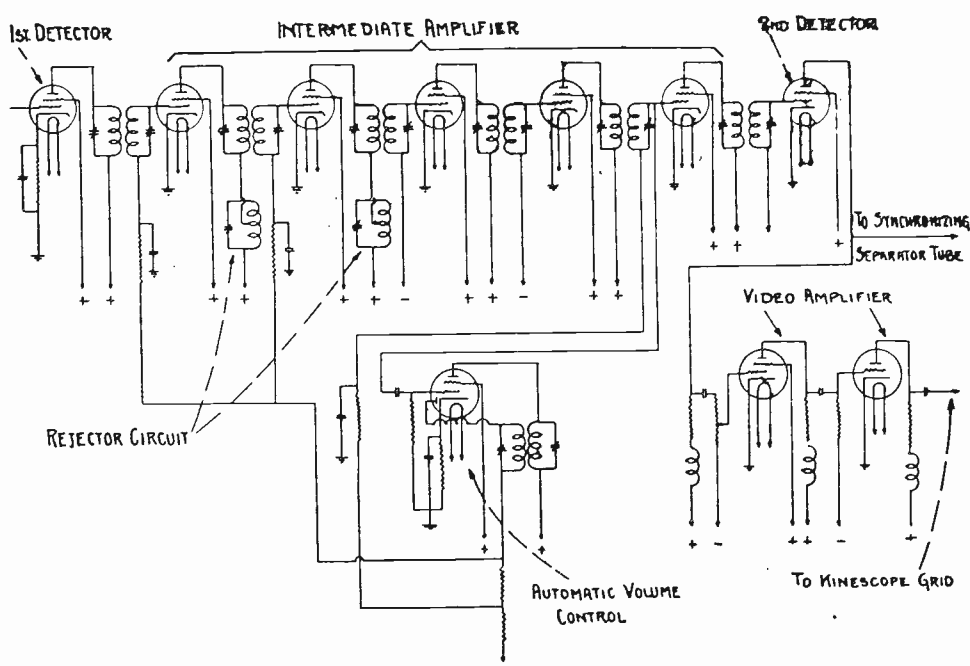 1ST DETECTOR
INTERMEDIATE AMPLIFIER
2ND DETECTOR
TO SYNCHRONIZING
SEPARATOR TUBE
+ + + + + + - + + - + + + + +
VIDEO AMPLIFIER
REJECTOR CIRCUIT
+ - + + - +
+ +
TO KINESCOPE GRID
AUTOMATIC VOLUME
CONTROL